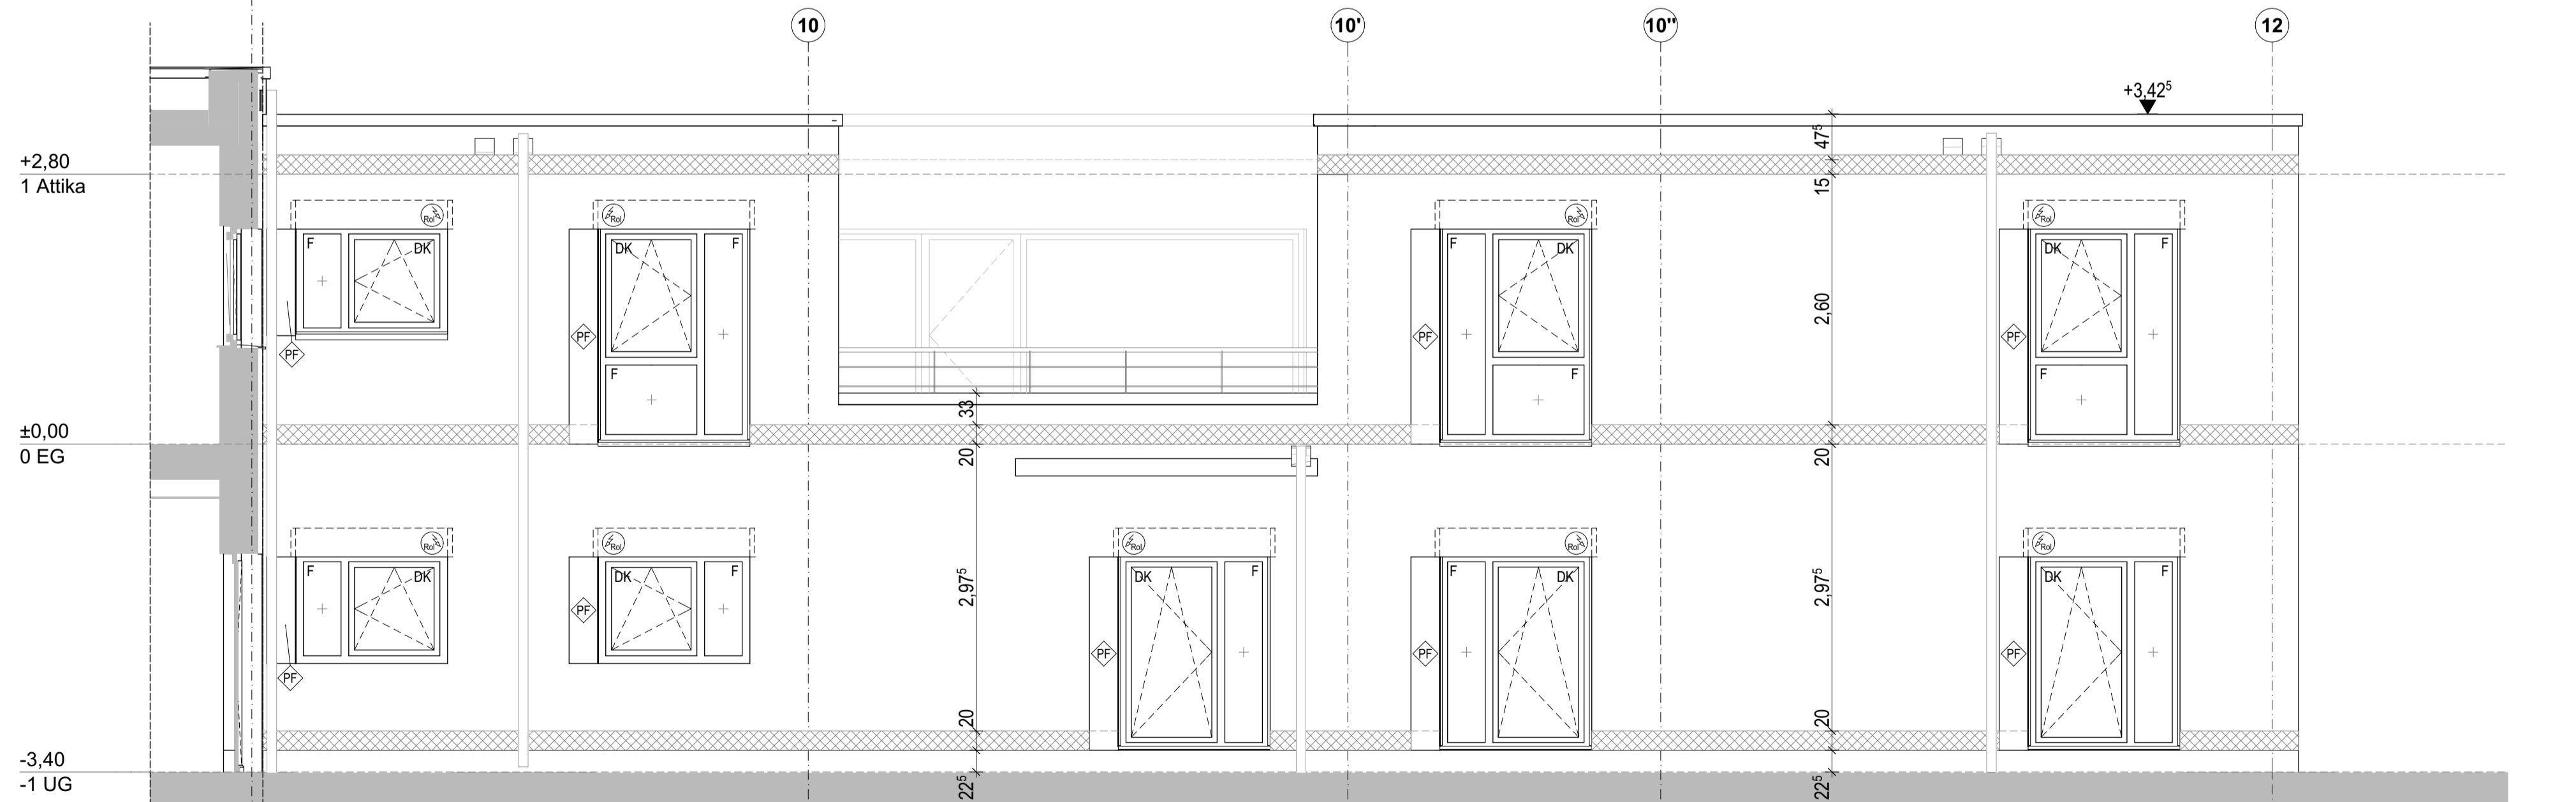 10
10'
10"
12
+3,42⁵
47⁵
+2,80
1 Attika
15
Rol
Rol
Rol
Rol
F
DK
DK
F
F
DK
DK
F
2,60
PF
PF
PF
PF
F
F
F
33
±0,00
0 EG
20
20
Rol
Rol
Rol
Rol
Rol
F
DK
DK
F
DK
F
F
DK
DK
F
2,97⁵
2,97⁵
PF
PF
PF
PF
PF
20
20
-3,40
-1 UG
22⁵
22⁵